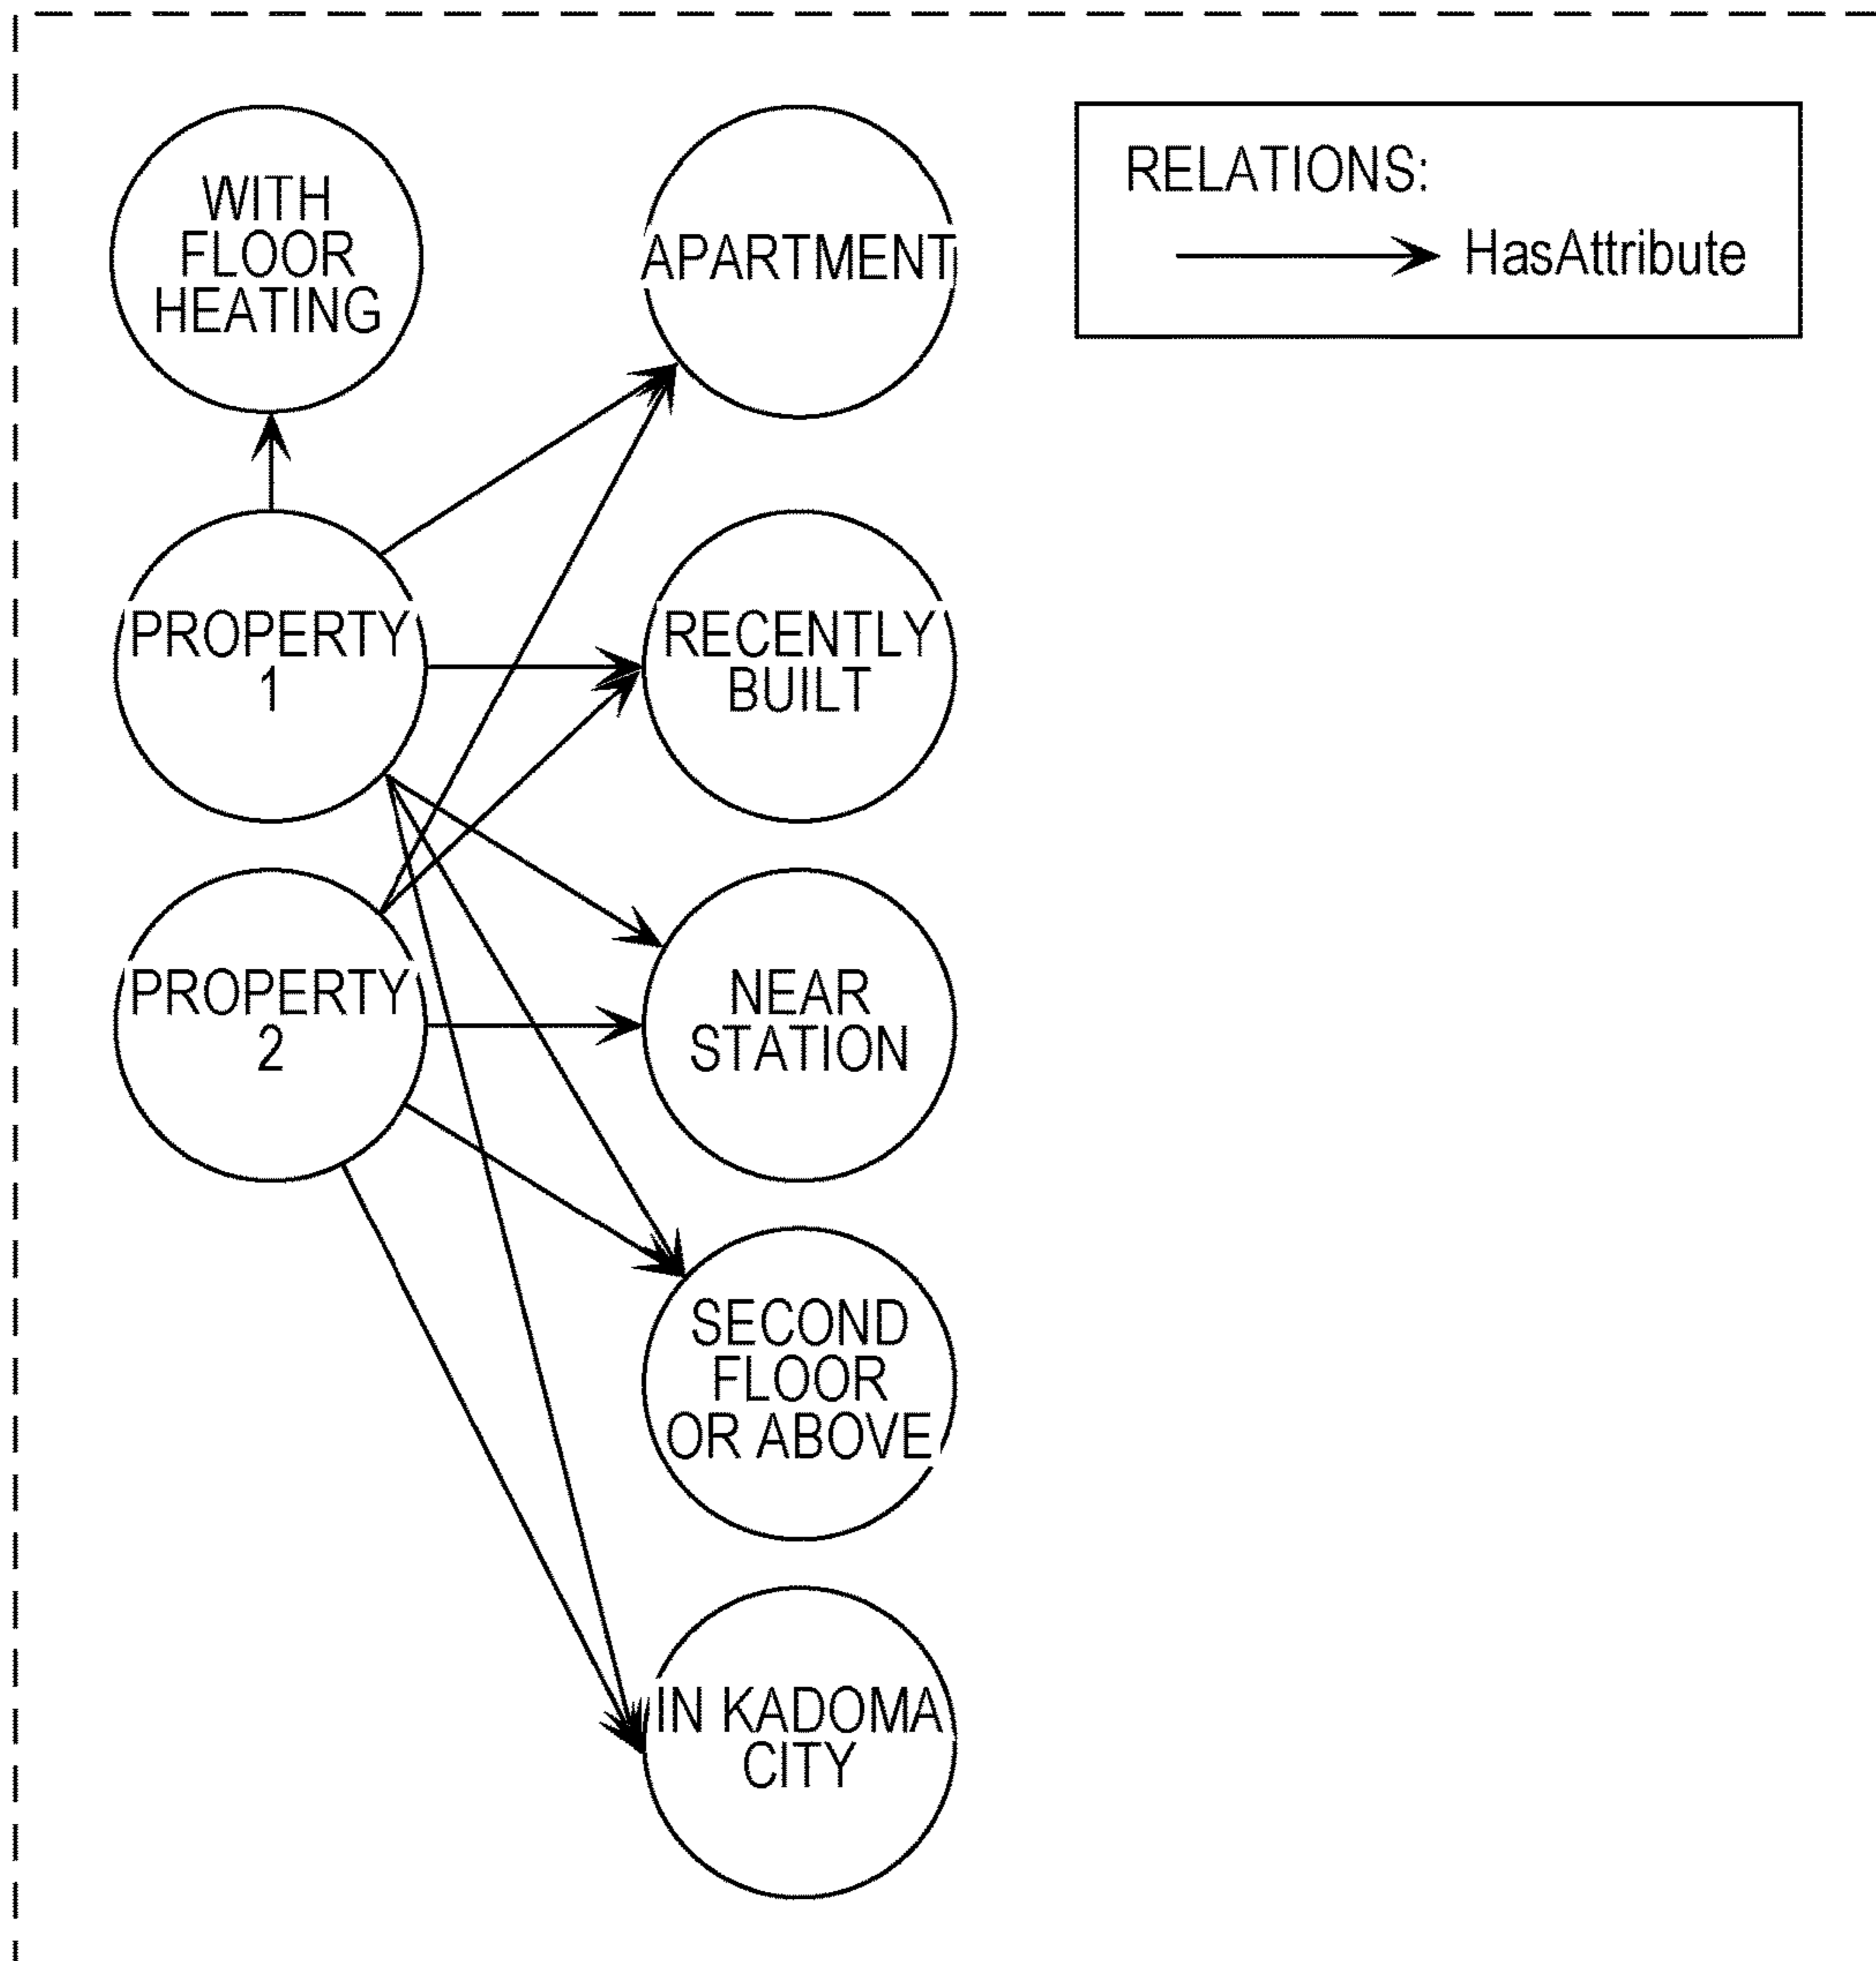 WITH
FLOOR
HEATING
APARTMENT
RELATIONS:
HasAttribute
PROPERTY
1
RECENTLY
BUILT
PROPERTY
2
NEAR
STATION
SECOND
FLOOR
OR ABOVE
IN KADOMA
CITY